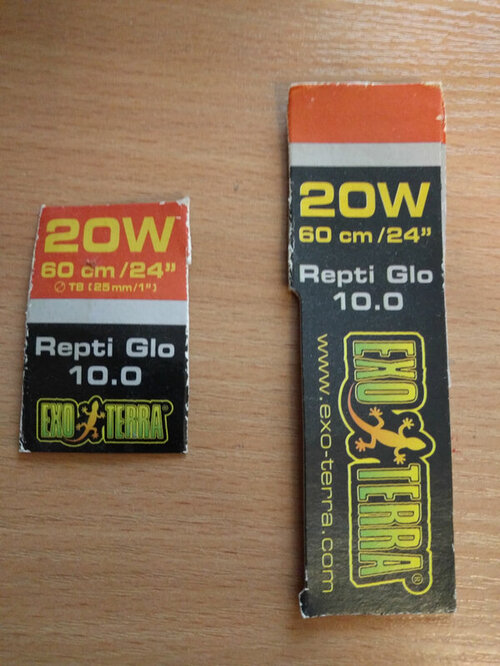 20W™
60 cm/24"
∅ T8 (25mm/1")
Repti Glo
10.0
EXO TERRA®
20W
60 cm/24"
Repti Glo
10.0
EXO TERRA®
www.exo-terra.com